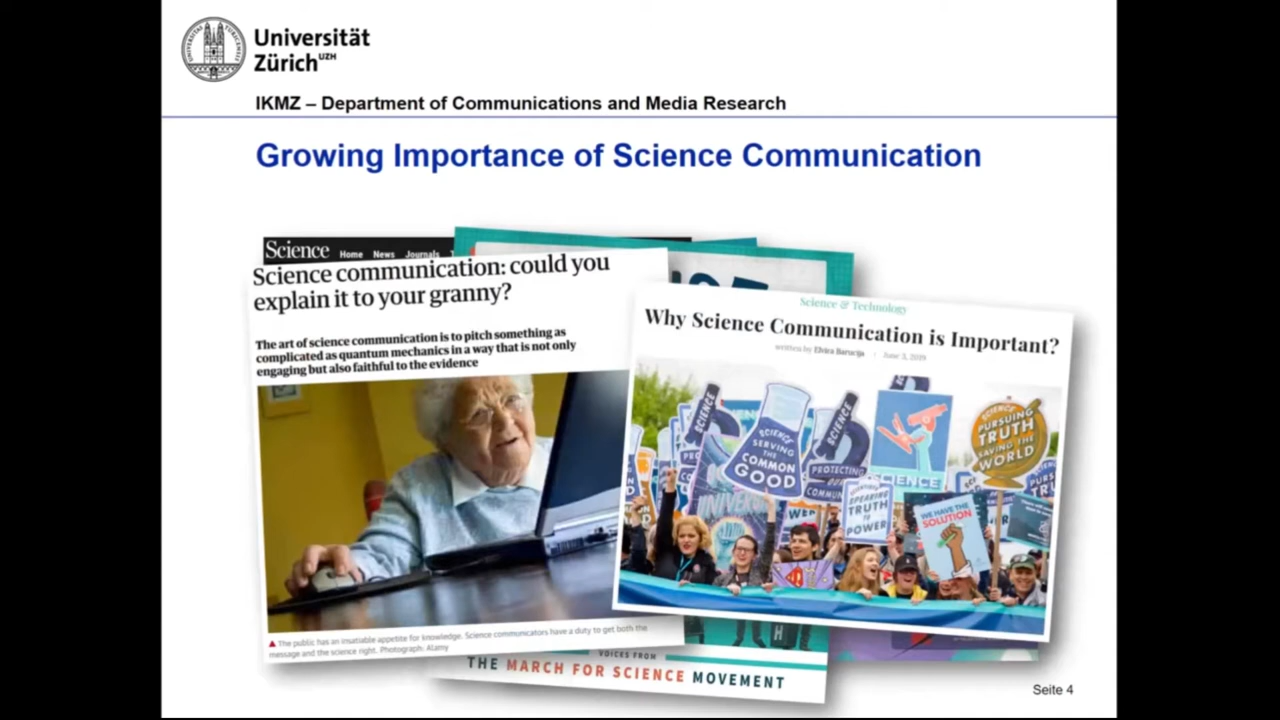 Universität
Zürich UZH
IKMZ – Department of Communications and Media Research
Growing Importance of Science Communication
Science Home News Journals
Science communication: could you
explain it to your granny?
The art of science communication is to pitch something as
complicated as quantum mechanics in a way that is not only
engaging but also faithful to the evidence
▲ The public has an insatiable appetite for knowledge. Science communicators have a duty to get both the
message and the science right. Photograph: Alamy
Science & Technology
Why Science Communication is Important?
written by Elvira Barucija | June 3, 2019
SCIENCE
SCIENCE
SERVING
THE
COMMON
GOOD
SCIENCE
PROTECTING
SCIENCE
SCIENCE
PURSUING
TRUTH
SAVING THE
WORLD
SPEAKING
TRUTH
TO
POWER
WE HAVE THE
SOLUTION
VOICES FROM
THE MARCH FOR SCIENCE MOVEMENT
Seite 4